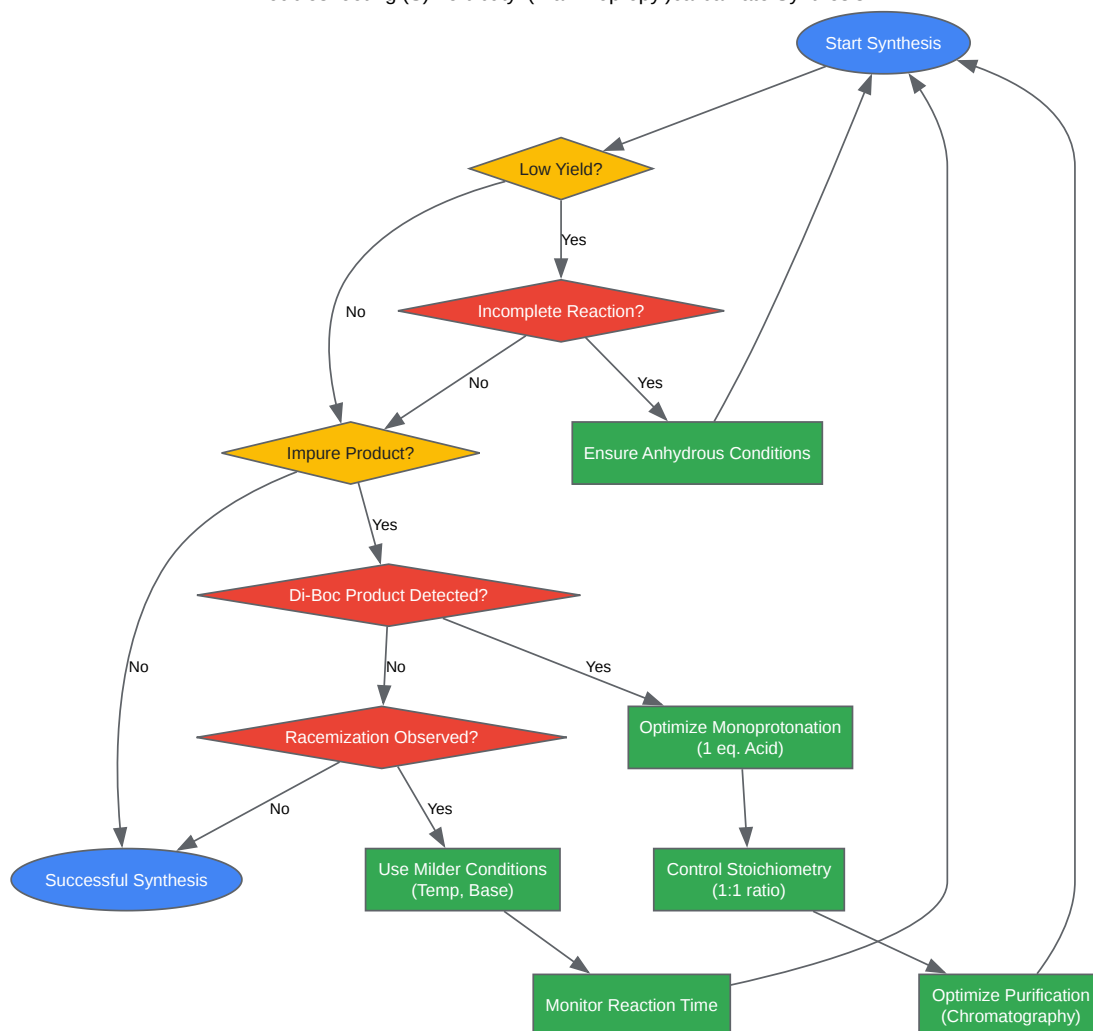 Start Synthesis
Low Yield?
Yes
Incomplete Reaction?
No
No
Yes
Impure Product?
Ensure Anhydrous Conditions
Yes
Di-Boc Product Detected?
No
No
Yes
Racemization Observed?
Optimize Monoprotonation
(1 eq. Acid)
No
Yes
Successful Synthesis
Use Milder Conditions
(Temp, Base)
Control Stoichiometry
(1:1 ratio)
Monitor Reaction Time
Optimize Purification
(Chromatography)